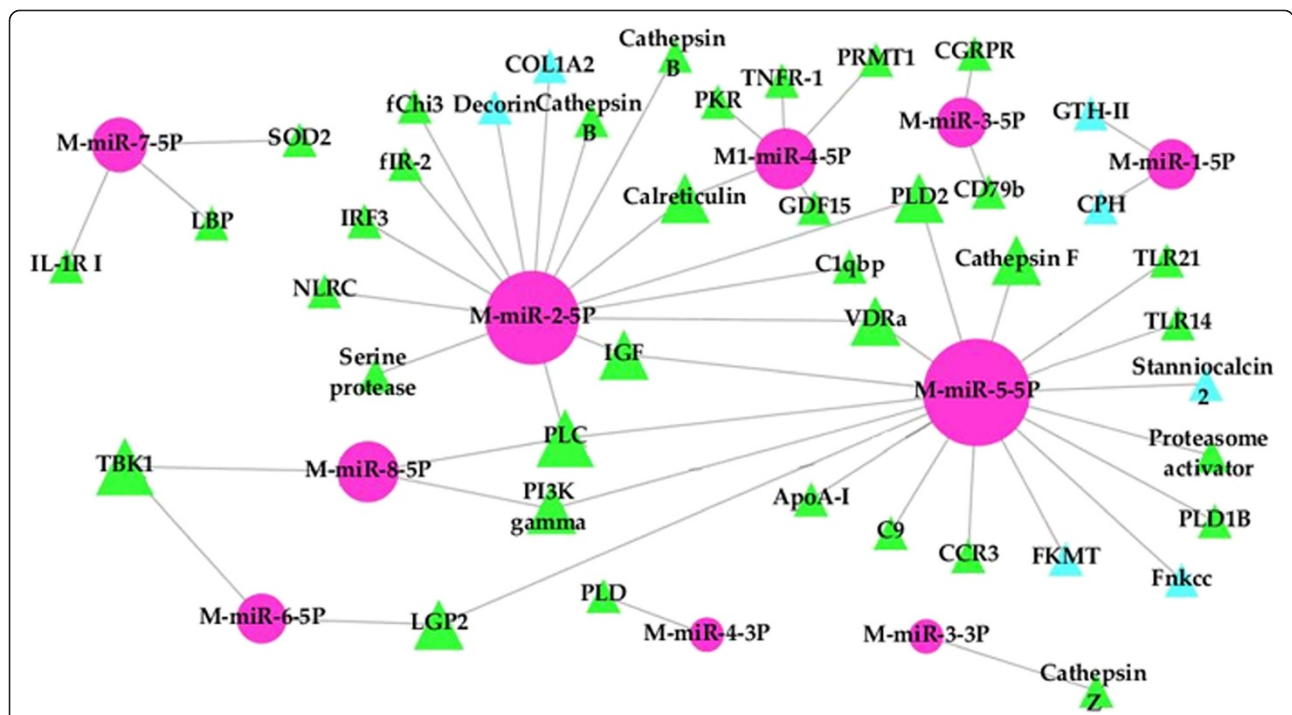 Cathepsin
B
COL1A2
PRMT1
CGRPR
TNFR-1
fChi3
Decorin
Cathepsin
B
PKR
GTH-II
M-miR-3-5P
M-miR-7-5P
SOD2
M1-miR-4-5P
M-miR-1-5P
fIR-2
Calreticulin
GDF15
PLD2
CD79b
CPH
IRF3
LBP
IL-1R I
C1qbp
Cathepsin F
TLR21
NLRC
M-miR-2-5P
VDRa
TLR14
IGF
Serine
protease
Stanniocalcin
2
M-miR-5-5P
PLC
Proteasome
activator
TBK1
M-miR-8-5P
PI3K
gamma
ApoA-I
PLD1B
C9
CCR3
FKMT
Fnkcc
PLD
M-miR-6-5P
LGP2
M-miR-4-3P
M-miR-3-3P
Cathepsin
Z